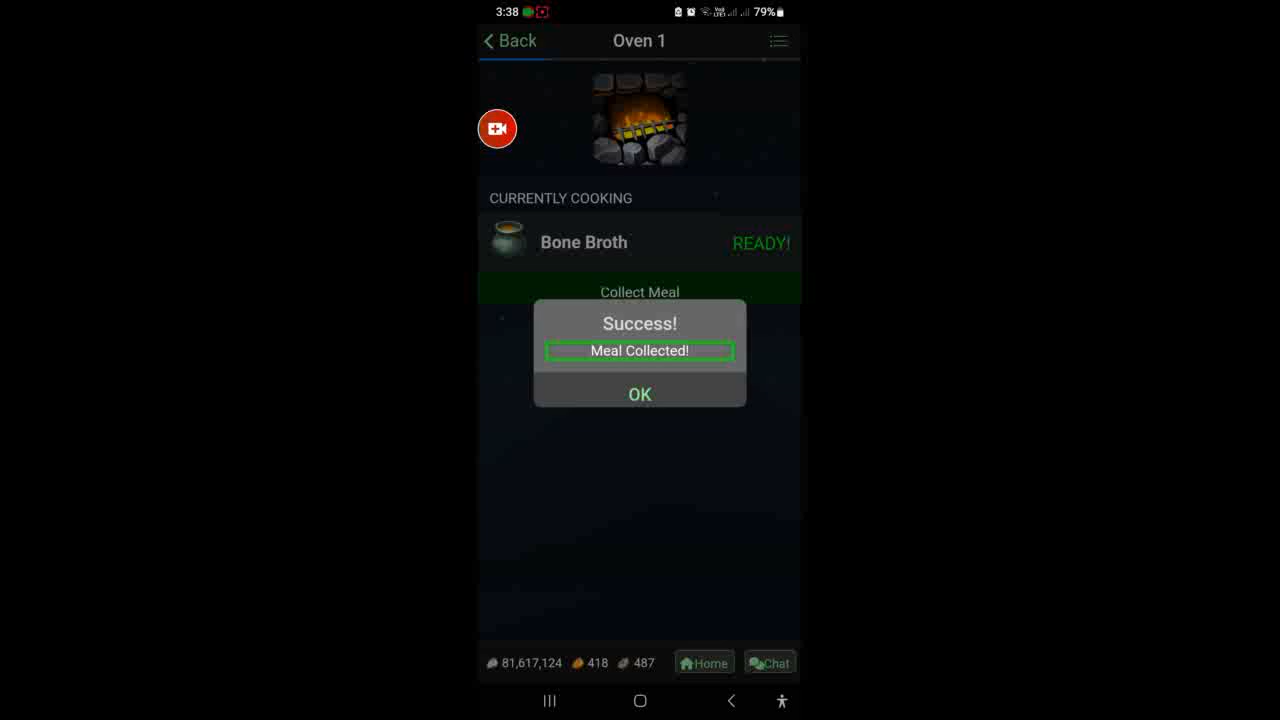 3:38
79%
Back
Oven 1
CURRENTLY COOKING
Bone Broth
READY!
Collect Meal
Success!
Meal Collected!
OK
81,617,124 418 487 Home Chat